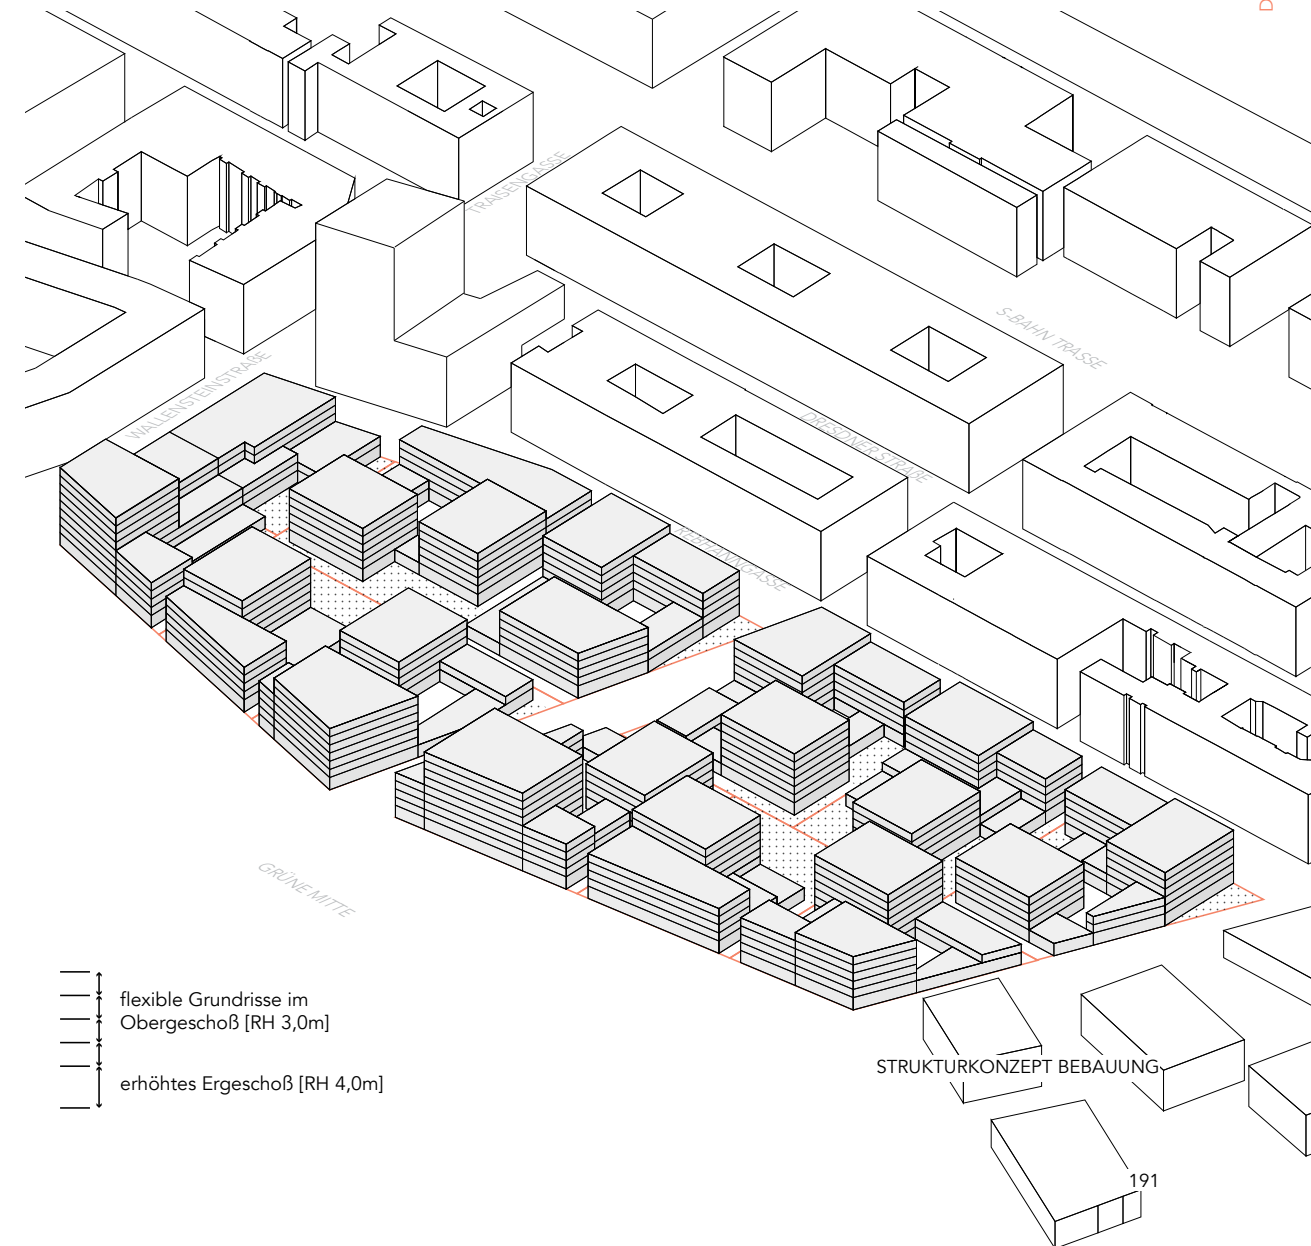 D
TRAISENGASSE
S-BAHN TRASSE
WALLENSTEINSTRAẞE
DRESDNER STRAẞE
REBHANNGASSE
GRÜNE MITTE
flexible Grundrisse im
Obergeschoß [RH 3,0m]
erhöhtes Ergeschoß [RH 4,0m]
STRUKTURKONZEPT BEBAUUNG
191